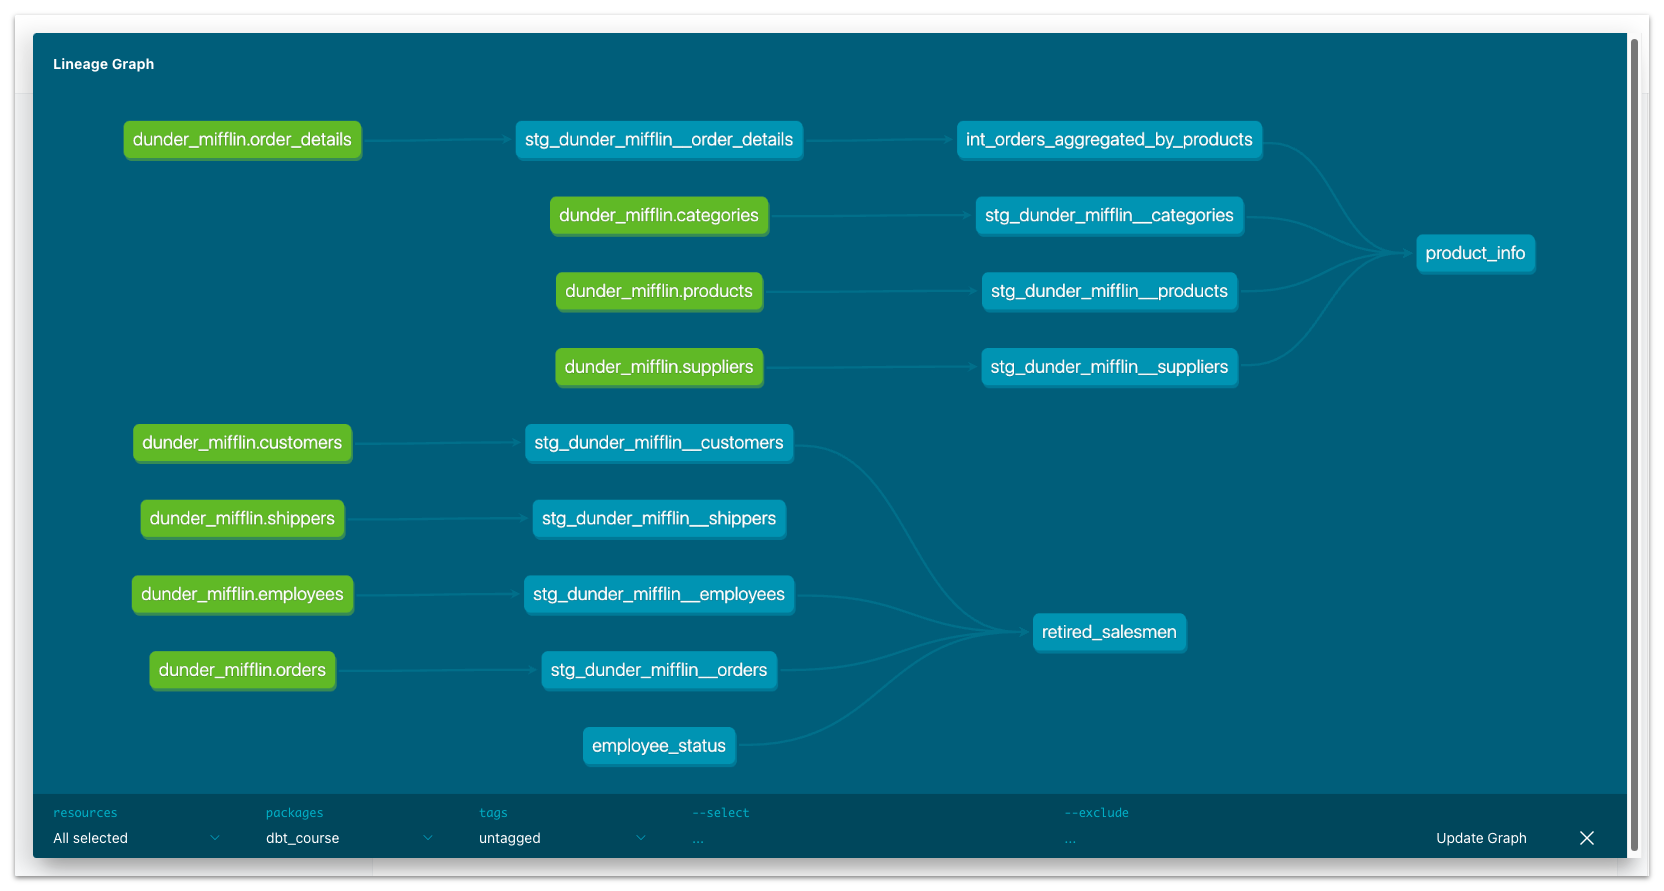 Lineage Graph
dunder_mifflin.order_details
stg_dunder_mifflin__order_details
int_orders_aggregated_by_products
dunder_mifflin.categories
stg_dunder_mifflin__categories
product_info
dunder_mifflin.products
stg_dunder_mifflin__products
dunder_mifflin.suppliers
stg_dunder_mifflin__suppliers
dunder_mifflin.customers
stg_dunder_mifflin__customers
dunder_mifflin.shippers
stg_dunder_mifflin__shippers
dunder_mifflin.employees
stg_dunder_mifflin__employees
retired_salesmen
dunder_mifflin.orders
stg_dunder_mifflin__orders
employee_status
resources
All selected
packages
dbt_course
tags
untagged
--select
...
--exclude
...
Update Graph